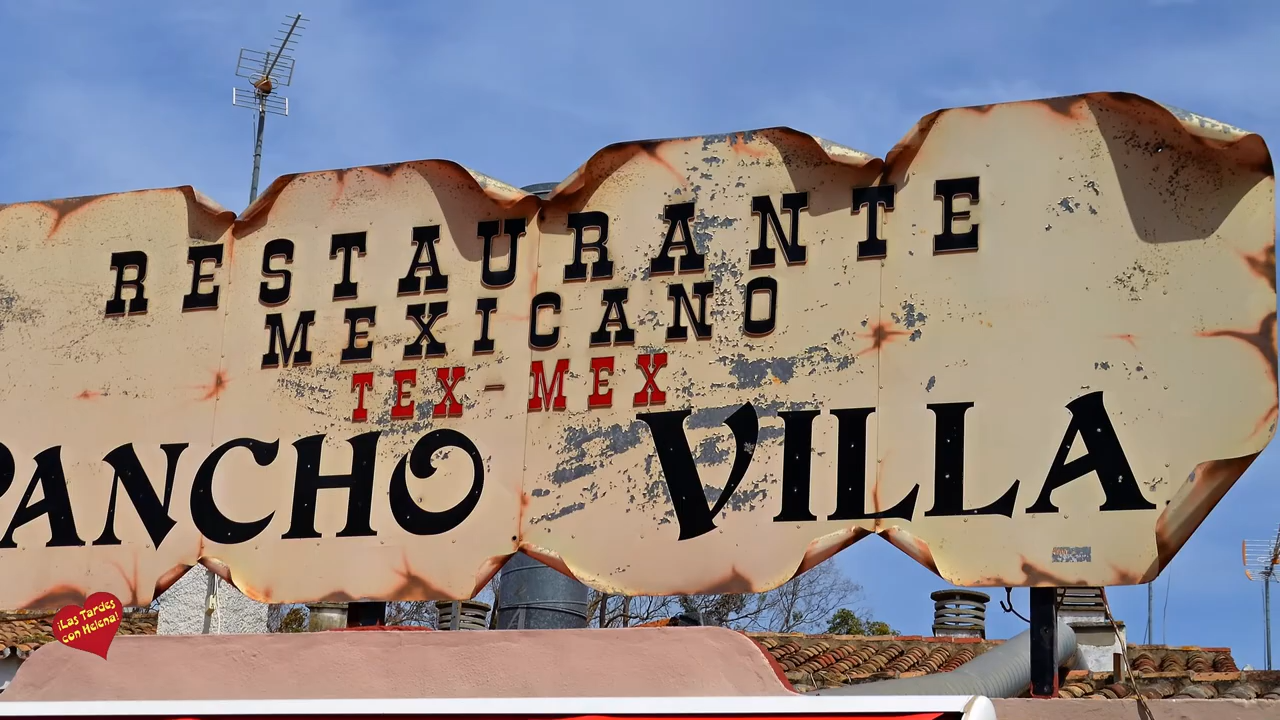 RESTAURANTE
MEXICANO
TEX-MEX
PANCHO VILLA
¡Las Tardes
con Helena!